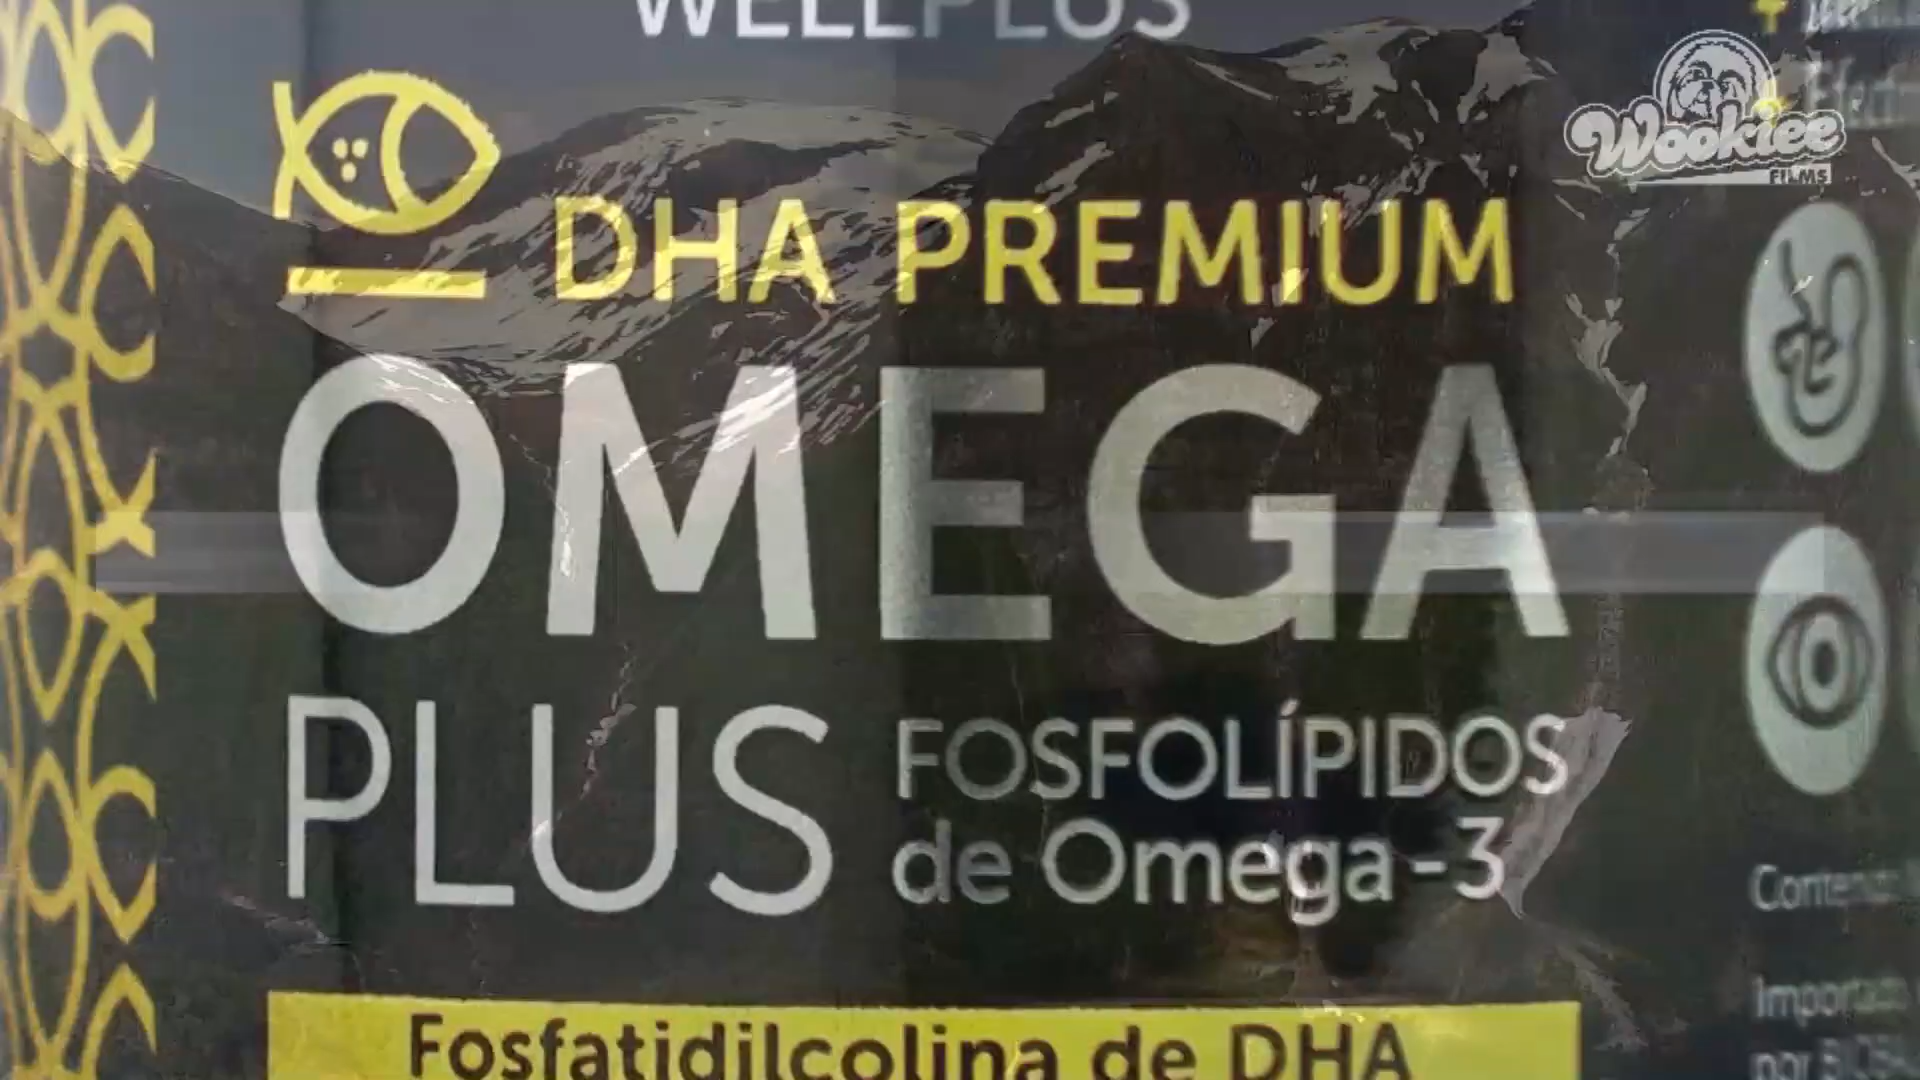 WELLPLUS
Wookiee
FILMS
DHA PREMIUM
OMEGA
PLUS
FOSFOLÍPIDOS
de Omega-3
Fosfatidilcolina de DHA